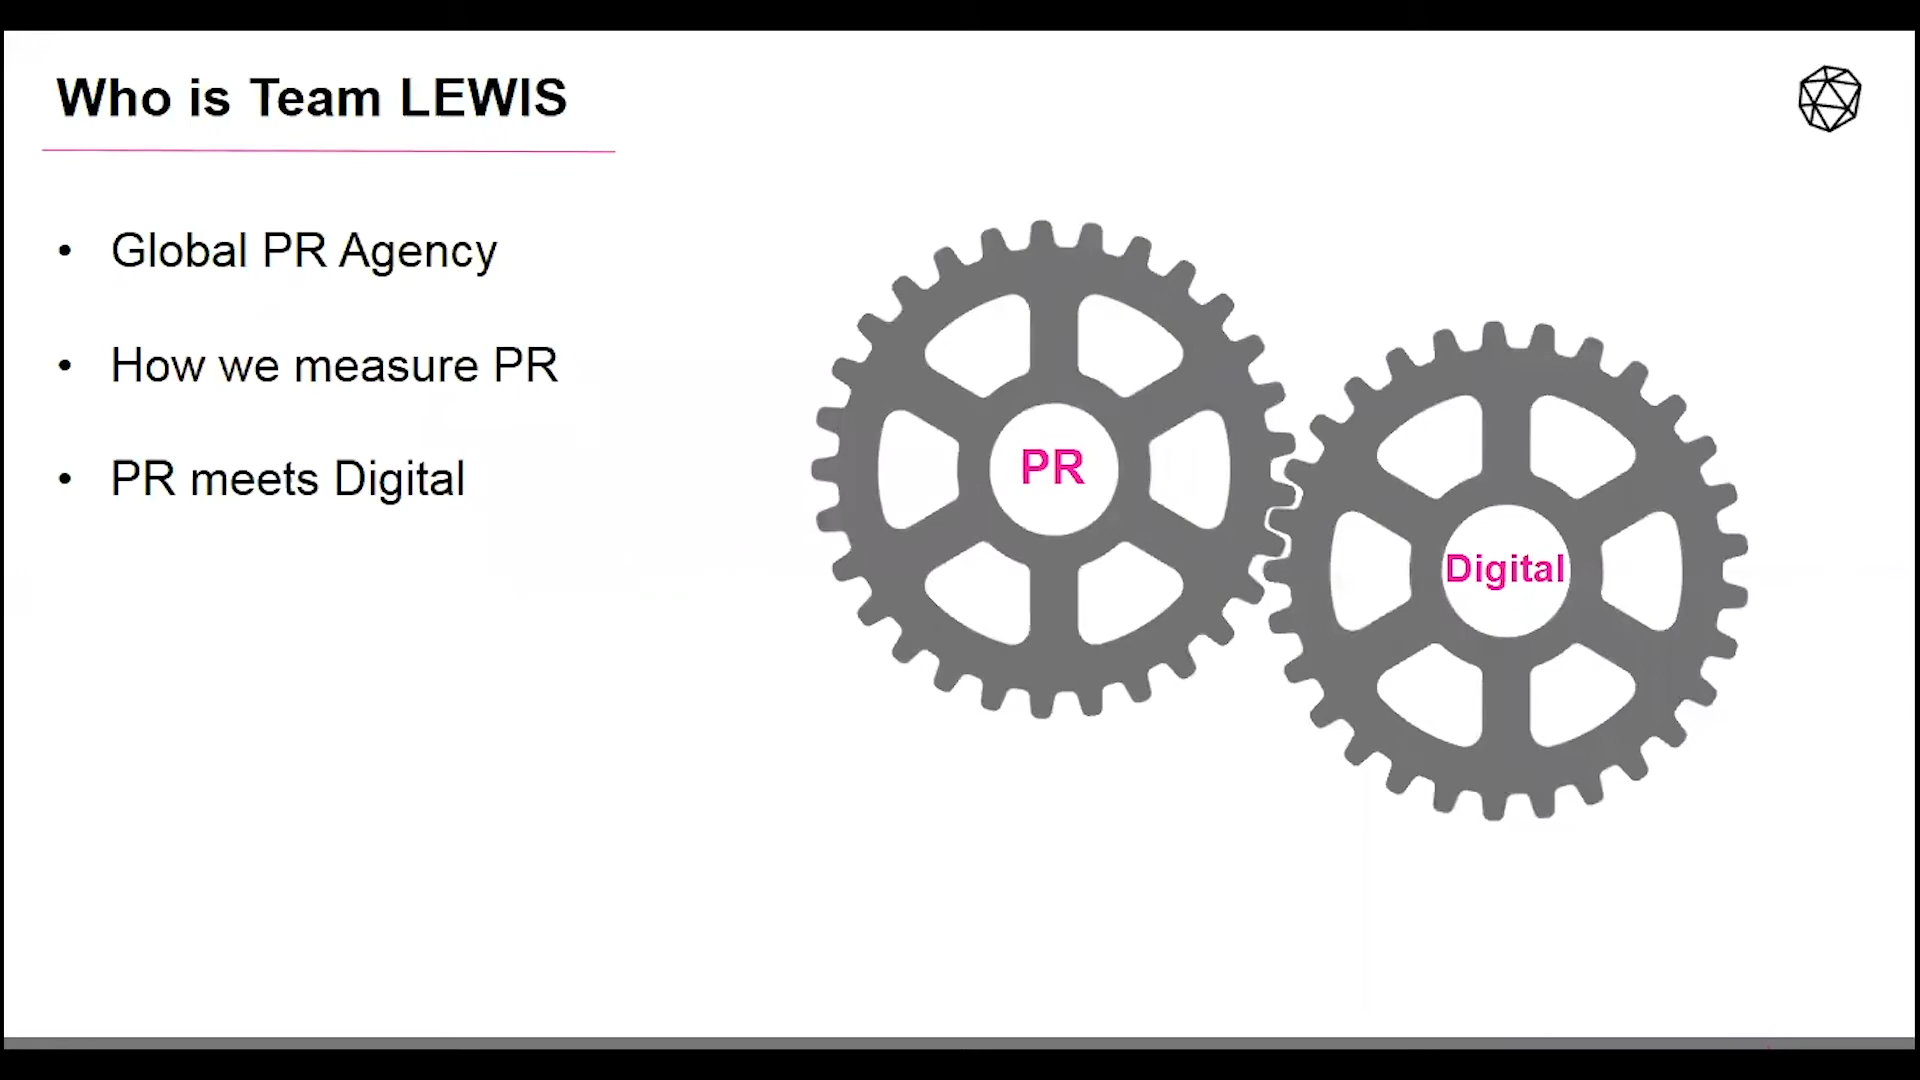 Who is Team LEWIS
• Global PR Agency
• How we measure PR
• PR meets Digital
PR
Digital